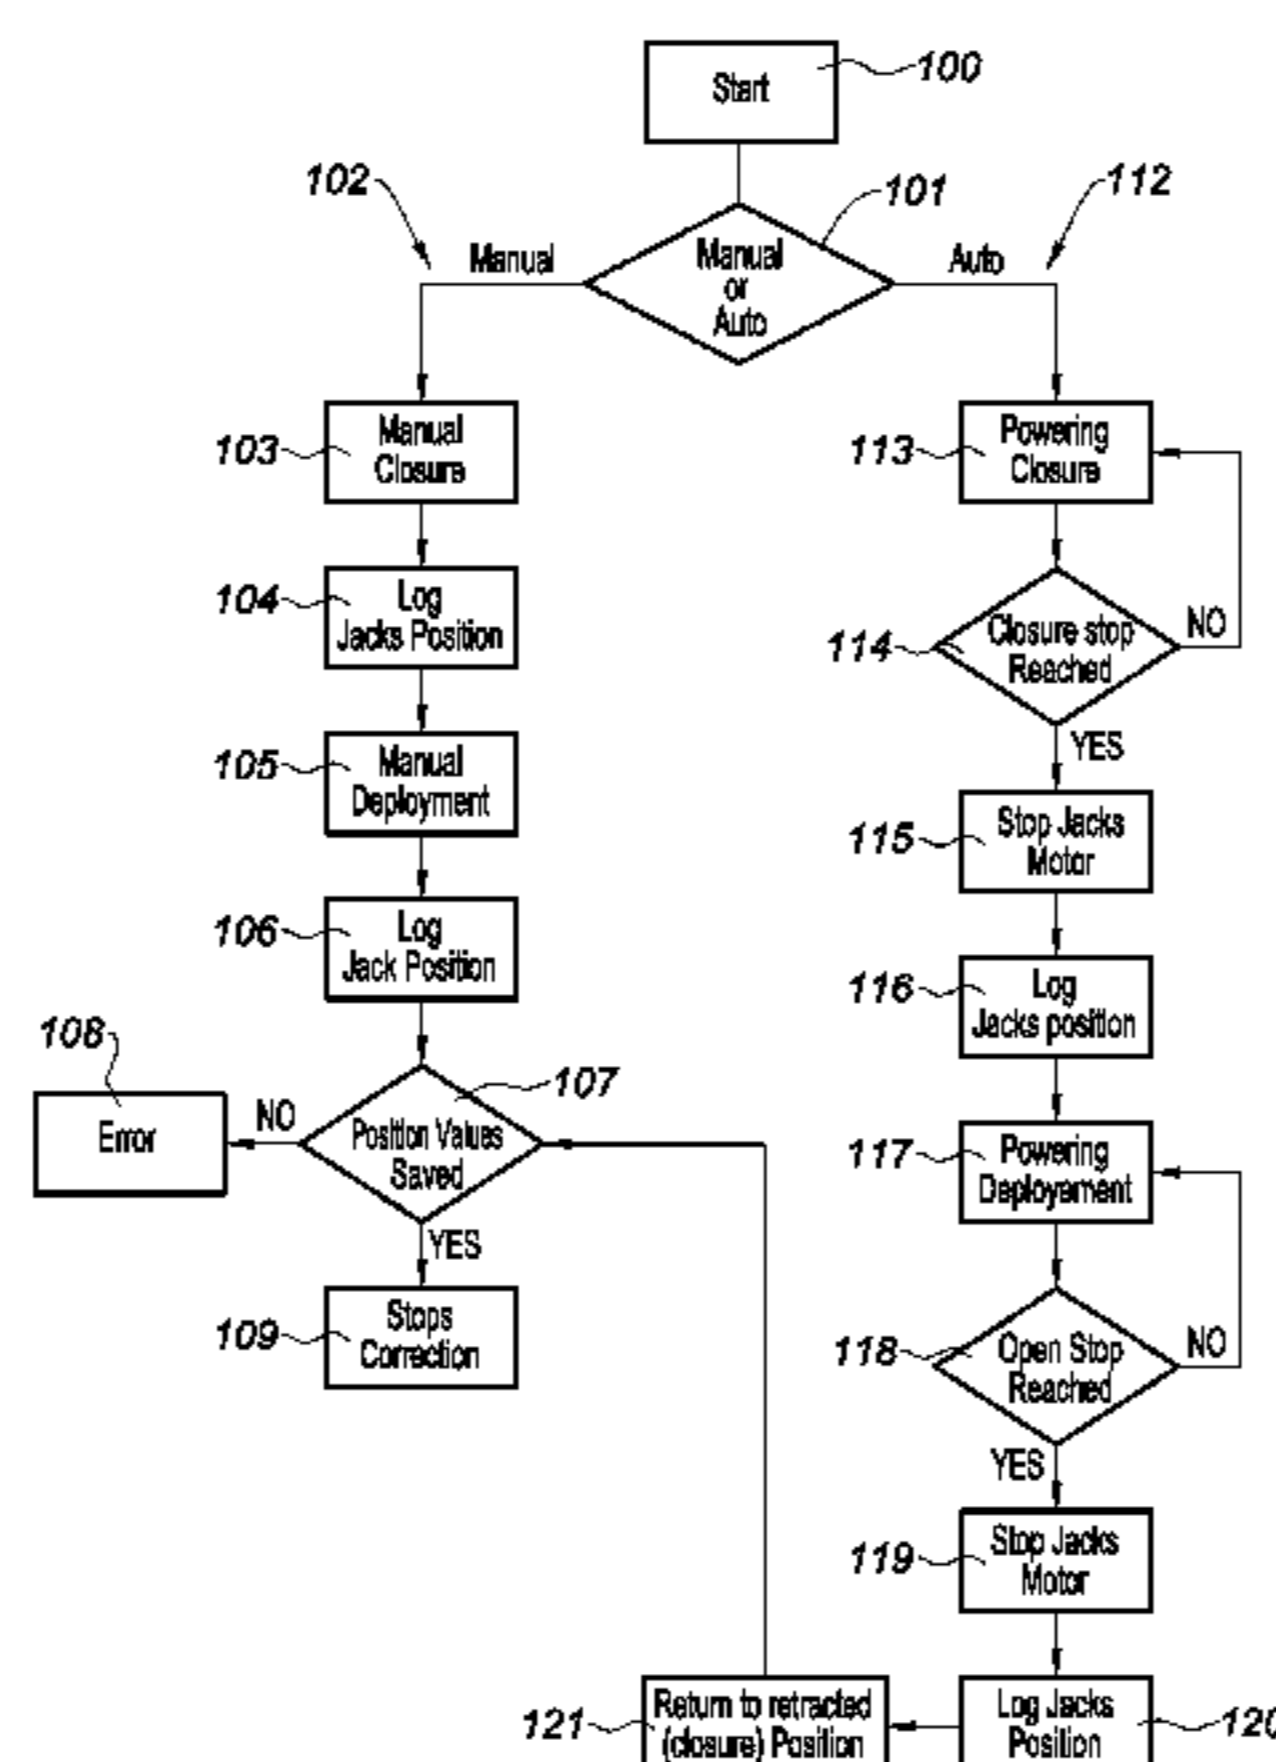 Start
100
102
101
112
Manual
Manual
or
Auto
Auto
103
Manual
Closure
113
Powering
Closure
104
Log
Jacks Position
114
Closure stop
Reached
NO
YES
105
Manual
Deployment
115
Stop Jacks
Motor
106
Log
Jack Position
116
Log
Jacks position
108
107
Error
NO
Position Values
Saved
YES
117
Powering
Deployement
109
Stops
Correction
118
Open Stop
Reached
NO
YES
119
Stop Jacks
Motor
121
Return to retracted
(closure) Position
Log Jacks
Position
120